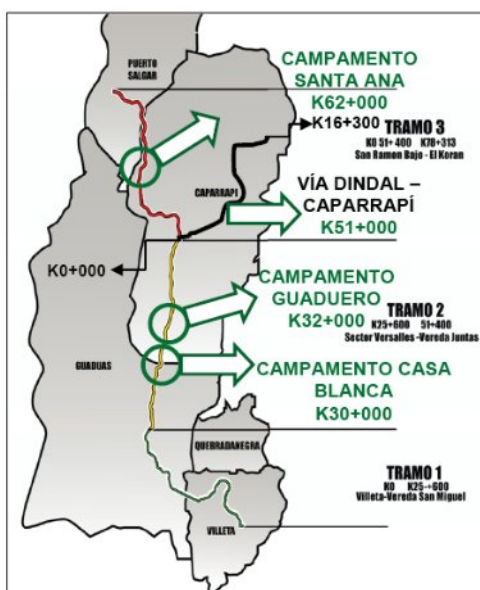 PUERTO
SALGAR
CAMPAMENTO
SANTA ANA
K62+000
K16+300
TRAMO 3
K0 51+ 400 K78+313
San Ramon Bajo - El Koran
CAPARRAPÍ
VÍA DINDAL –
CAPARRAPÍ
K51+000
K0+000
CAMPAMENTO
GUADUERO
K32+000
TRAMO 2
K25+600 51+400
Sector Versalles -Vereda Juntas
GUADUAS
CAMPAMENTO CASA
BLANCA
K30+000
QUEBRADANEGRA
TRAMO 1
K0 K25-+600
Villeta-Vereda San Miguel
VILLETA